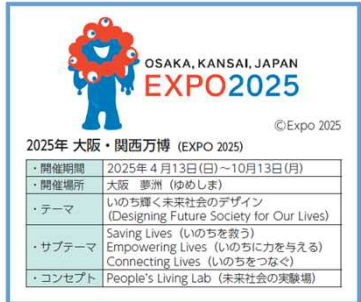 OSAKA, KANSAI, JAPAN
EXPO2025
©Expo 2025
2025年 大阪・関西万博 (EXPO 2025)
・開催期間 2025年4月13日(日)～10月13日(月)
・開催場所 大阪 夢洲（ゆめしま）
・テーマ いのち輝く未来社会のデザイン
(Designing Future Society for Our Lives)
・サブテーマ Saving Lives（いのちを救う）
Empowering Lives（いのちに力を与える）
Connecting Lives（いのちをつなぐ）
・コンセプト People's Living Lab（未来社会の実験場）